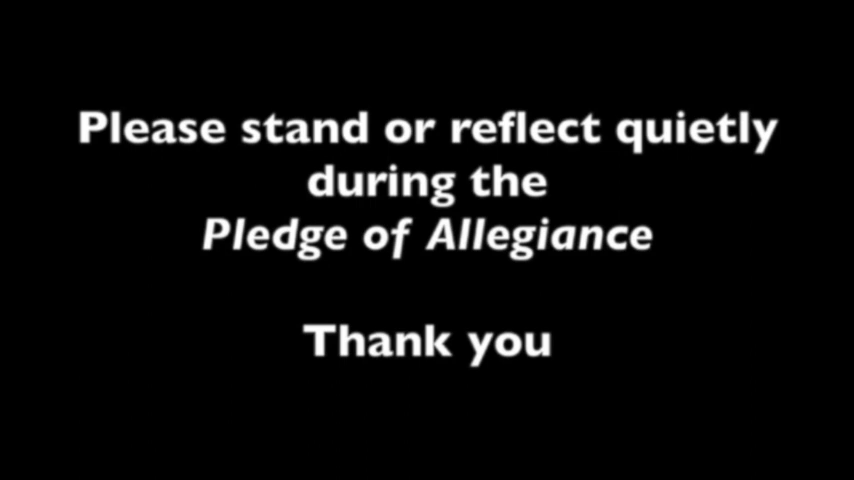 Please stand or reflect quietly
during the
Pledge of Allegiance
Thank you